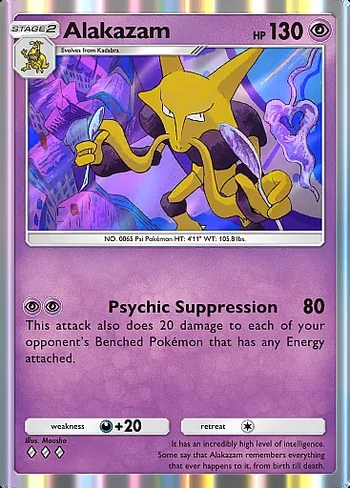 STAGE 2
Alakazam
HP 130
Evolves from Kadabra
NO. 0065 Psi Pokémon HT: 4'11" WT: 105.8 lbs.
Psychic Suppression 80
This attack also does 20 damage to each of your
opponent's Benched Pokémon that has any Energy
attached.
weakness +20
retreat
Illus. Mousho
It has an incredibly high level of intelligence.
Some say that Alakazam remembers everything
that ever happens to it, from birth till death.